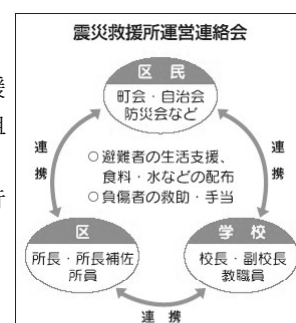 震災救援所運営連絡会
区民
町会・自治会
防災会など
連携
連携
○避難者の生活支援、
食料・水などの配布
○負傷者の救助・手当
区
所長・所長補佐
所員
学校
校長・副校長
教職員
連携